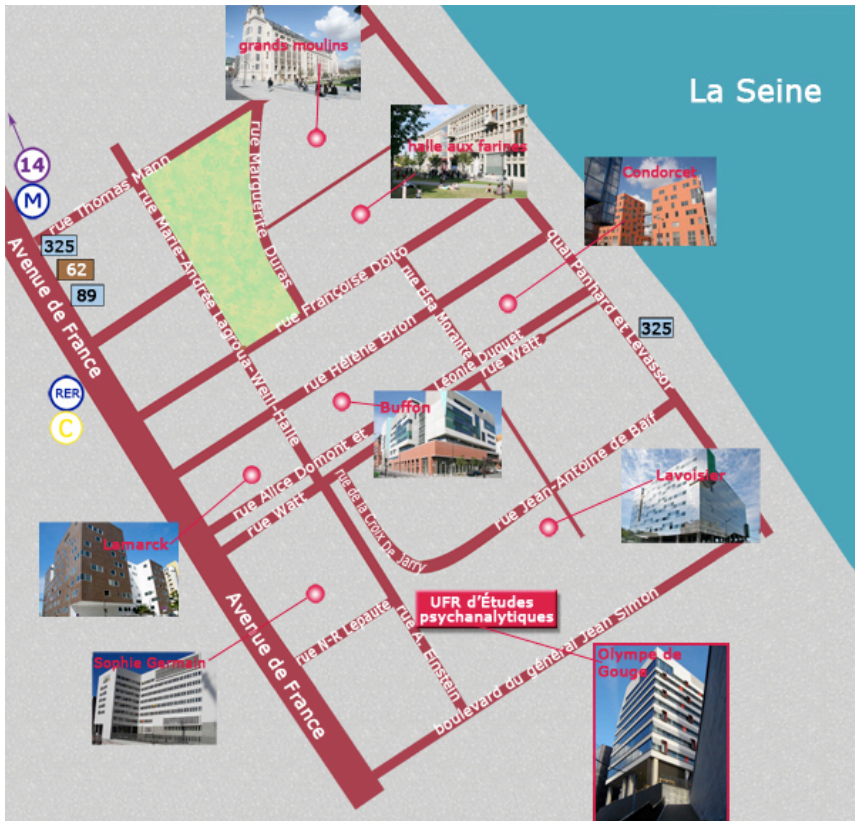 grands moulins
La Seine
halle aux farines
Condorcet
14
M
rue Thomas Mann
rue Marguerite Duras
rue Marie-Andrée Lagroua-Weill-Halle
325
62
89
Avenue de France
rue Françoise Dolto
rue Elsa Morante
quai Panhard et Levassor
325
rue Hélène Brion
Léonie Duquet
rue Watt
RER
C
Buffon
rue Alice Domont et
rue Watt
rue de la Croix De Jarry
rue Jean-Antoine de Baif
Lavoisier
Lamarck
Avenue de France
UFR d'Études
psychanalytiques
rue N-R Lepaute
rue A. Einstein
boulevard du général Jean Simon
Sophie Germain
Olympe de
Gouge